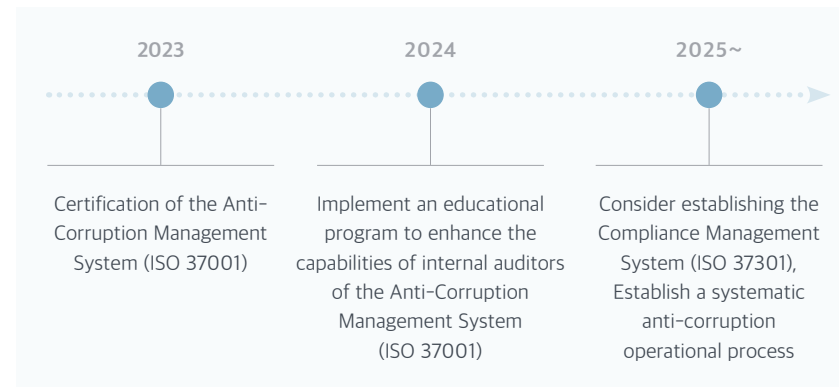 2023
Certification of the Anti-
Corruption Management
System (ISO 37001)
2024
Implement an educational
program to enhance the
capabilities of internal auditors
of the Anti-Corruption
Management System
(ISO 37001)
2025~
Consider establishing the
Compliance Management
System (ISO 37301),
Establish a systematic
anti-corruption
operational process